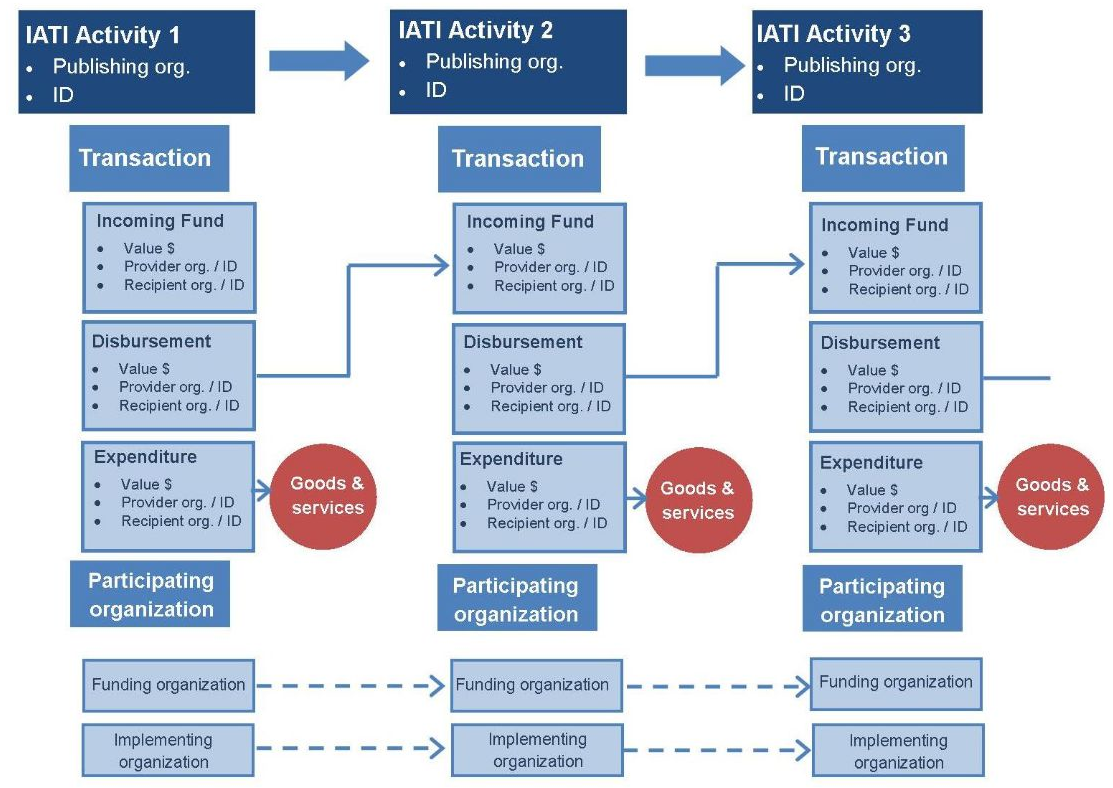 IATI Activity 1
• Publishing org.
• ID
Transaction
Incoming Fund
• Value $
• Provider org. / ID
• Recipient org. / ID
Disbursement
• Value $
• Provider org. / ID
• Recipient org. / ID
Expenditure
• Value $
• Provider org. / ID
• Recipient org. / ID
Goods &
services
Participating
organization
Funding organization
Implementing
organization
IATI Activity 2
• Publishing org.
• ID
Transaction
Incoming Fund
• Value $
• Provider org. / ID
• Recipient org. / ID
Disbursement
• Value $
• Provider org. / ID
• Recipient org. / ID
Expenditure
• Value $
• Provider org. / ID
• Recipient org. / ID
Goods &
services
Participating
organization
Funding organization
Implementing
organization
IATI Activity 3
• Publishing org.
• ID
Transaction
Incoming Fund
• Value $
• Provider org. / ID
• Recipient org. / ID
Disbursement
• Value $
• Provider org. / ID
• Recipient org. / ID
Expenditure
• Value $
• Provider org / ID
• Recipient org. / ID
Goods &
services
Participating
organization
Funding organization
Implementing
organization